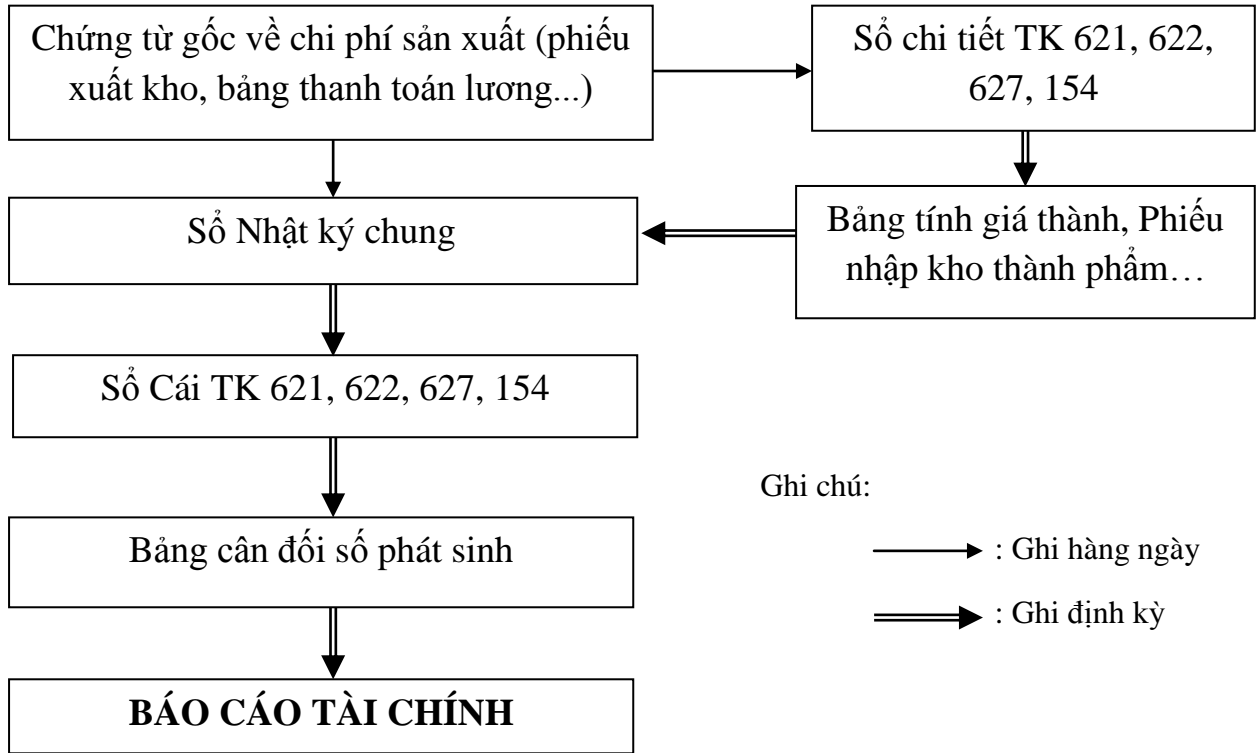 Chứng từ gốc về chi phí sản xuất (phiếu
xuất kho, bảng thanh toán lương...)
Sổ chi tiết TK 621, 622,
627, 154
Sổ Nhật ký chung
Bảng tính giá thành, Phiếu
nhập kho thành phẩm…
Sổ Cái TK 621, 622, 627, 154
Bảng cân đối số phát sinh
BÁO CÁO TÀI CHÍNH
Ghi chú:
: Ghi hàng ngày
: Ghi định kỳ